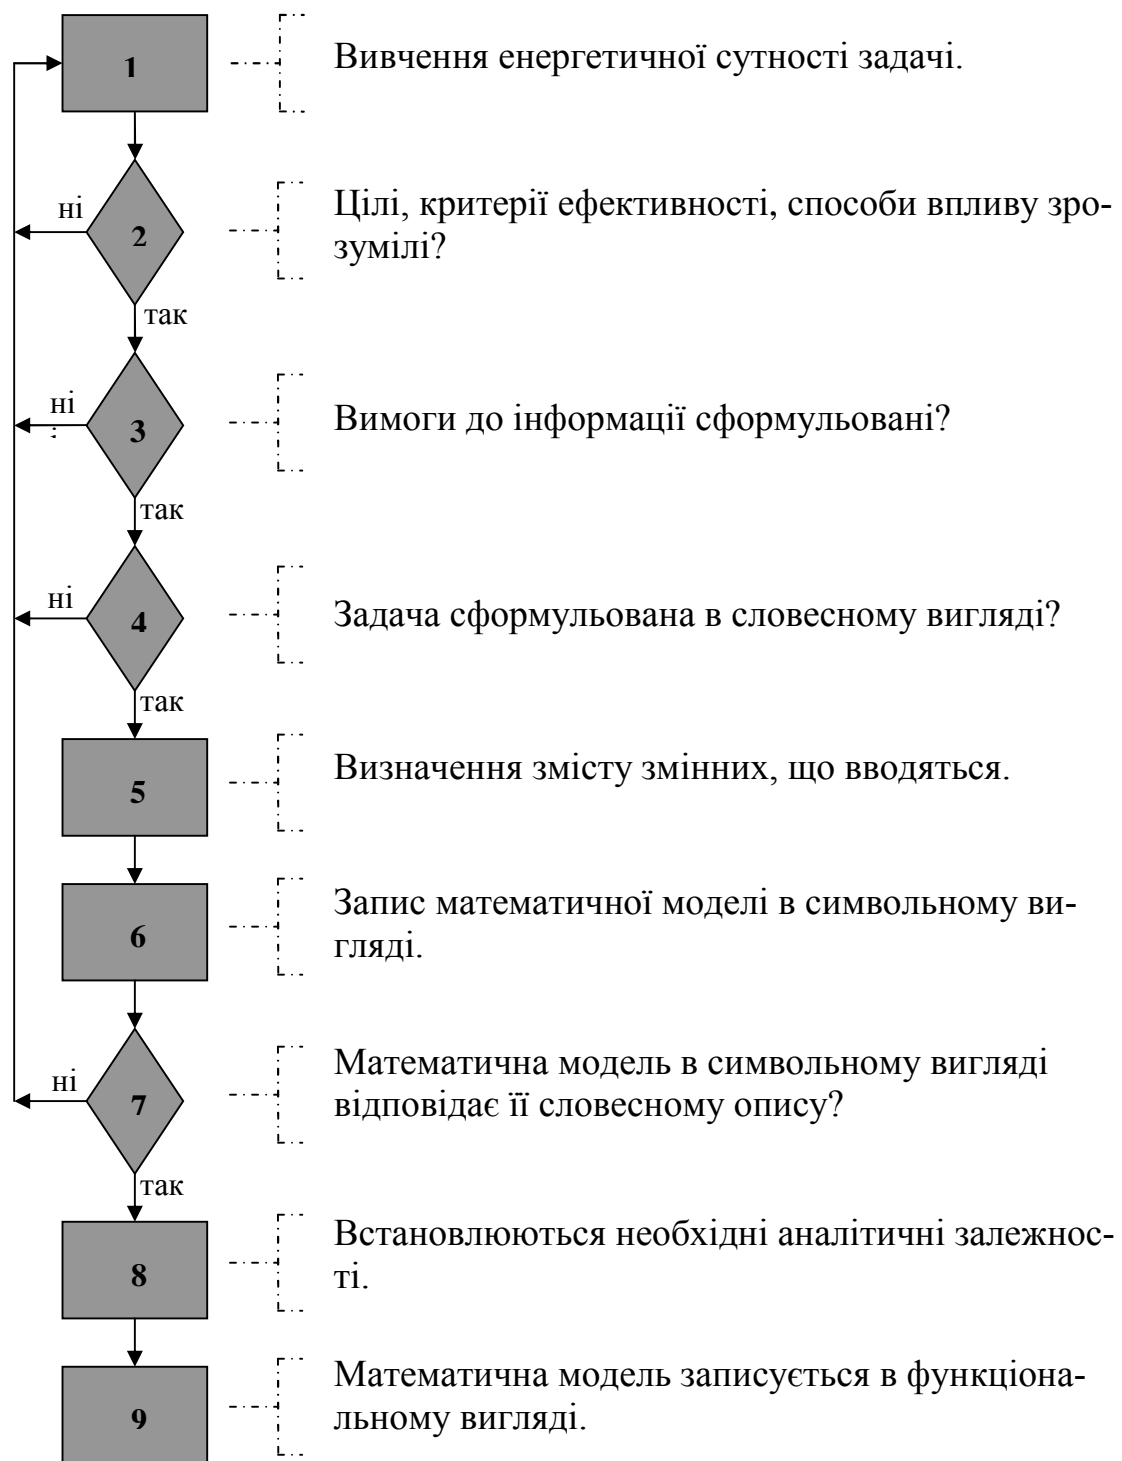 1
Вивчення енергетичної сутності задачі.
ні
2
Цілі, критерії ефективності, способи впливу зро-
зумілі?
так
ні
3
Вимоги до інформації сформульовані?
так
ні
4
Задача сформульована в словесному вигляді?
так
5
Визначення змісту змінних, що вводяться.
6
Запис математичної моделі в символьному ви-
гляді.
ні
7
Математична модель в символьному вигляді
відповідає її словесному опису?
так
8
Встановлюються необхідні аналітичні залежнос-
ті.
9
Математична модель записується в функціона-
льному вигляді.